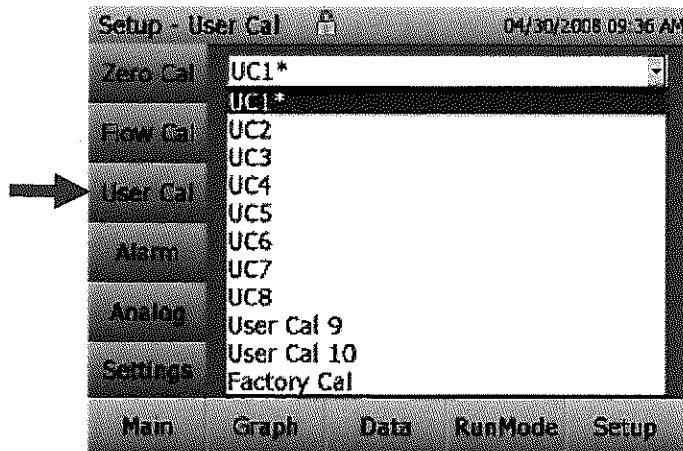 Setup - User Cal 04/30/2008 09:36 AM
Zero Cal
Flow Cal
User Cal
Alarm
Analog
Settings
UC1*
UC1*
UC2
UC3
UC4
UC5
UC6
UC7
UC8
User Cal 9
User Cal 10
Factory Cal
Main Graph Data RunMode Setup